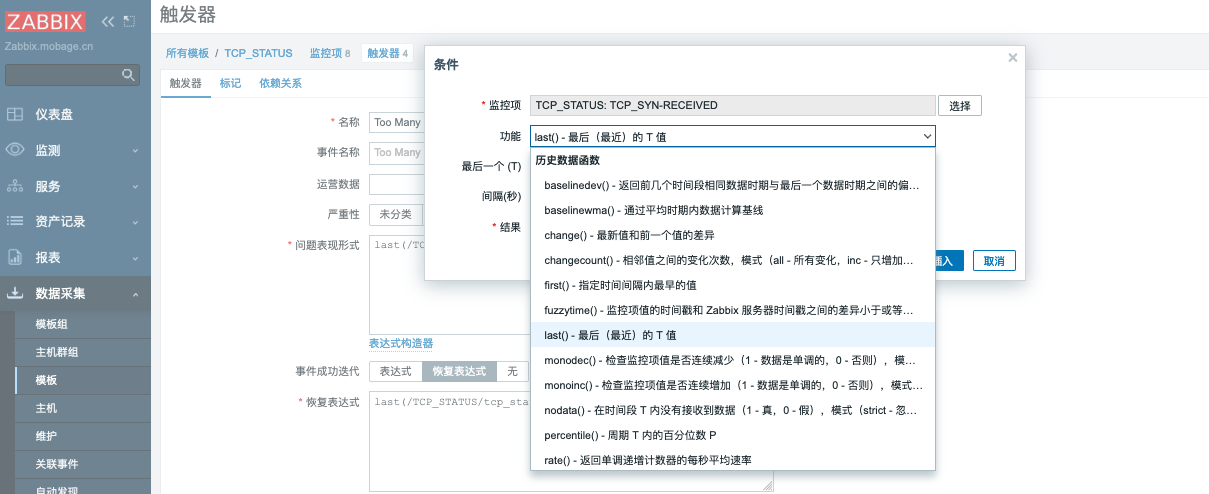 ZABBIX
Zabbix.mobage.cn
仪表盘
监测
服务
资产记录
报表
数据采集
模板组
主机群组
模板
主机
维护
关联事件
自动发现
触发器
所有模板 / TCP_STATUS 监控项 8 触发器 4
触发器 标记 依赖关系
* 名称 Too Many
事件名称 Too Many
运营数据
严重性 未分类
* 问题表现形式 last(/TCP
表达式构造器
事件成功迭代 表达式 恢复表达式 无
* 恢复表达式 last(/TCP_STATUS/tcp_sta
条件
* 监控项 TCP_STATUS: TCP_SYN-RECEIVED 选择
功能 last() - 最后（最近）的 T 值
最后一个 (T)
间隔(秒)
* 结果
插入 取消
历史数据函数
baselinedev() - 返回前几个时间段相同数据时期与最后一个数据时期之间的偏…
baselinewma() - 通过平均时期内数据计算基线
change() - 最新值和前一个值的差异
changecount() - 相邻值之间的变化次数，模式（all - 所有变化，inc - 只增加…
first() - 指定时间间隔内最早的值
fuzzytime() - 监控项值的时间戳和 Zabbix 服务器时间戳之间的差异小于或等…
last() - 最后（最近）的 T 值
monodec() - 检查监控项值是否连续减少（1 - 数据是单调的，0 - 否则），模…
monoinc() - 检查监控项值是否连续增加（1 - 数据是单调的，0 - 否则），模式…
nodata() - 在时间段 T 内没有接收到数据（1 - 真，0 - 假），模式（strict - 忽…
percentile() - 周期 T 内的百分位数 P
rate() - 返回单调递增计数器的每秒平均速率